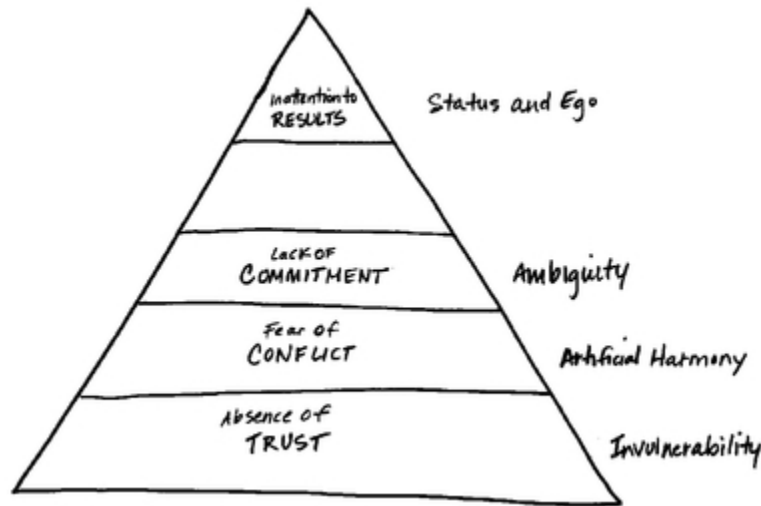 Inattention to
RESULTS
Status and Ego
Lack of
COMMITMENT
Ambiguity
Fear of
CONFLICT
Artificial Harmony
Absence of
TRUST
Invulnerability